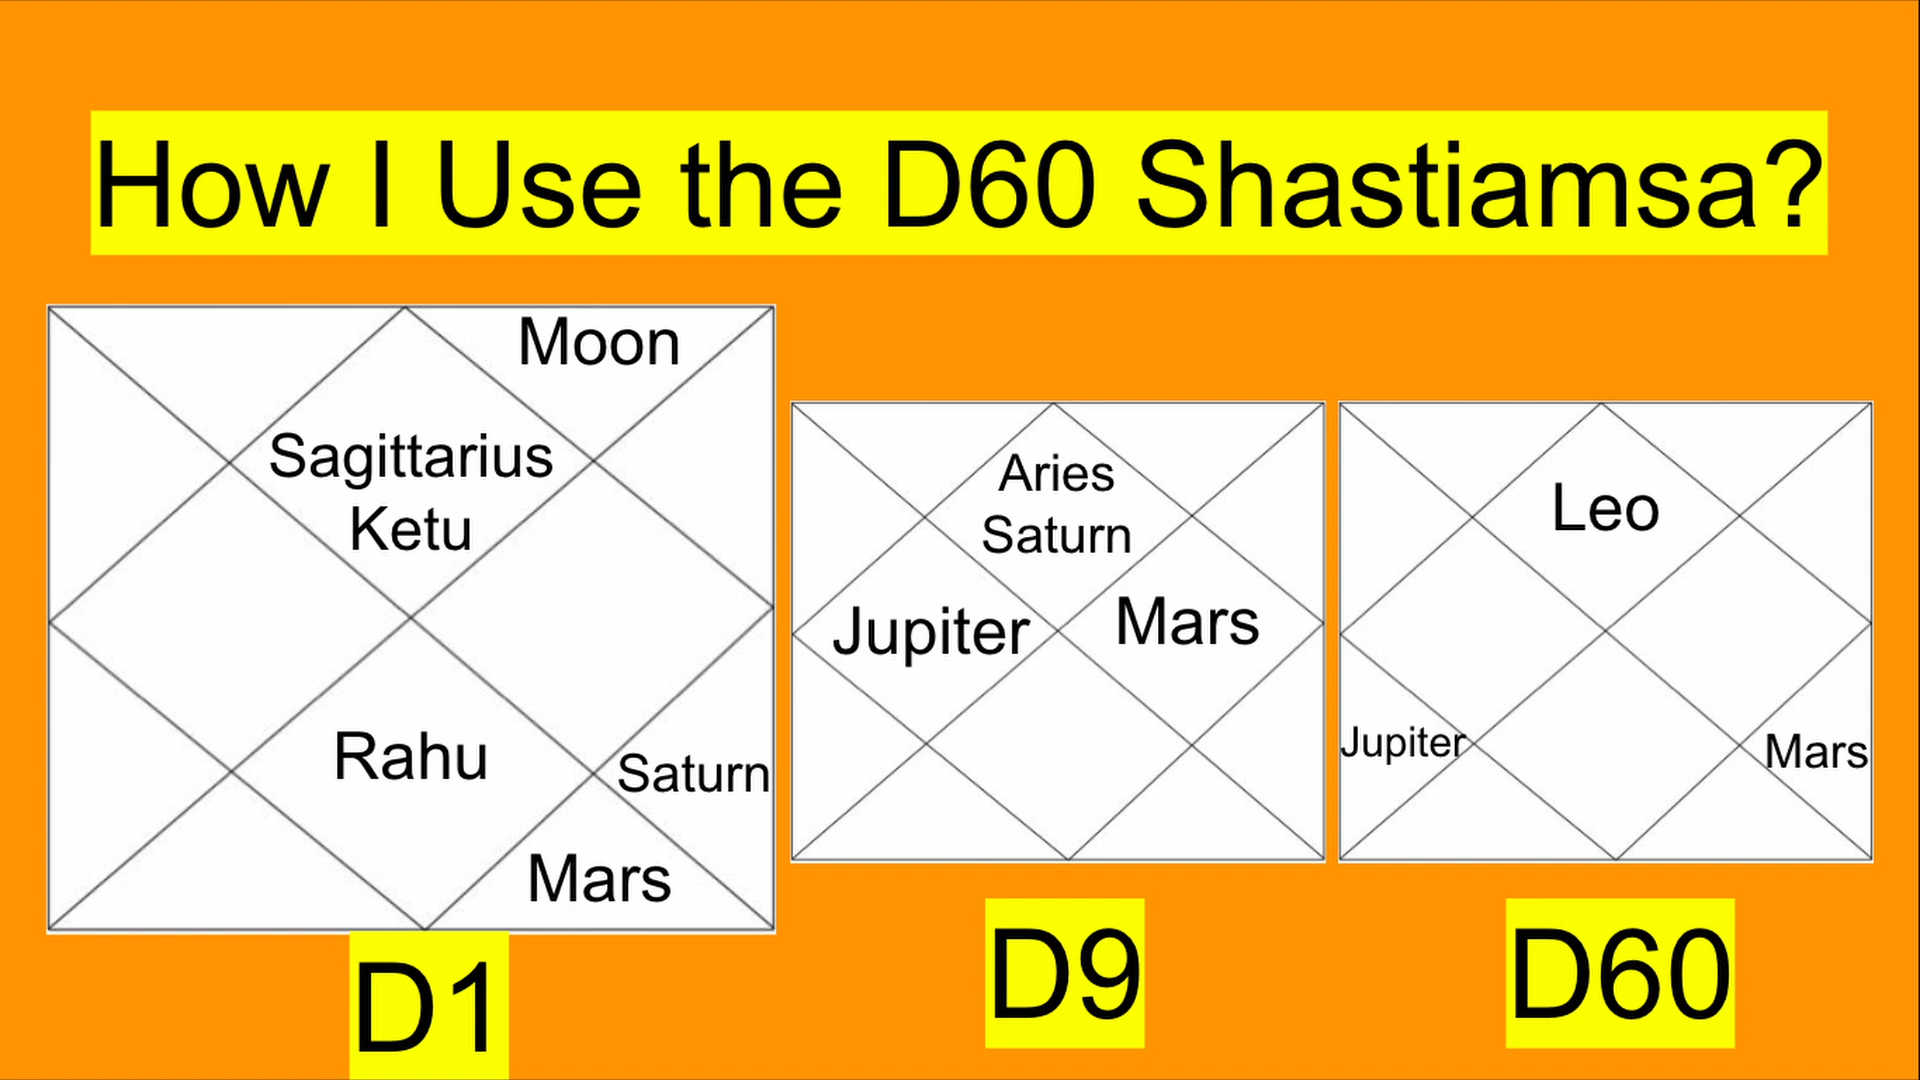 How I Use the D60 Shastiamsa?
Moon
Sagittarius
Ketu
Rahu
Saturn
Mars
D1
Aries
Saturn
Jupiter
Mars
D9
Leo
Jupiter
Mars
D60